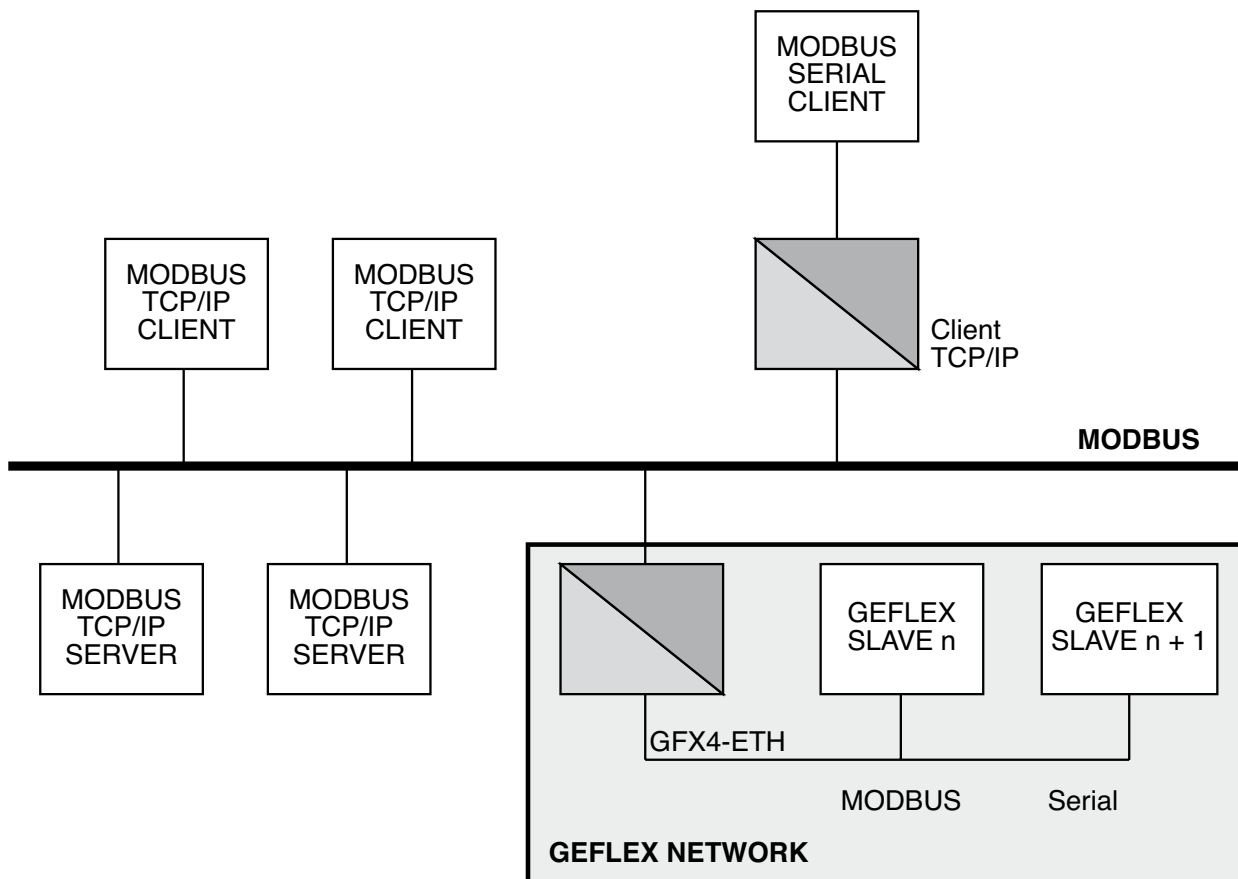 MODBUS
SERIAL
CLIENT
MODBUS
TCP/IP
CLIENT
MODBUS
TCP/IP
CLIENT
Client
TCP/IP
MODBUS
MODBUS
TCP/IP
SERVER
MODBUS
TCP/IP
SERVER
GEFLEX
SLAVE n
GEFLEX
SLAVE n + 1
GFX4-ETH
MODBUS
Serial
GEFLEX NETWORK